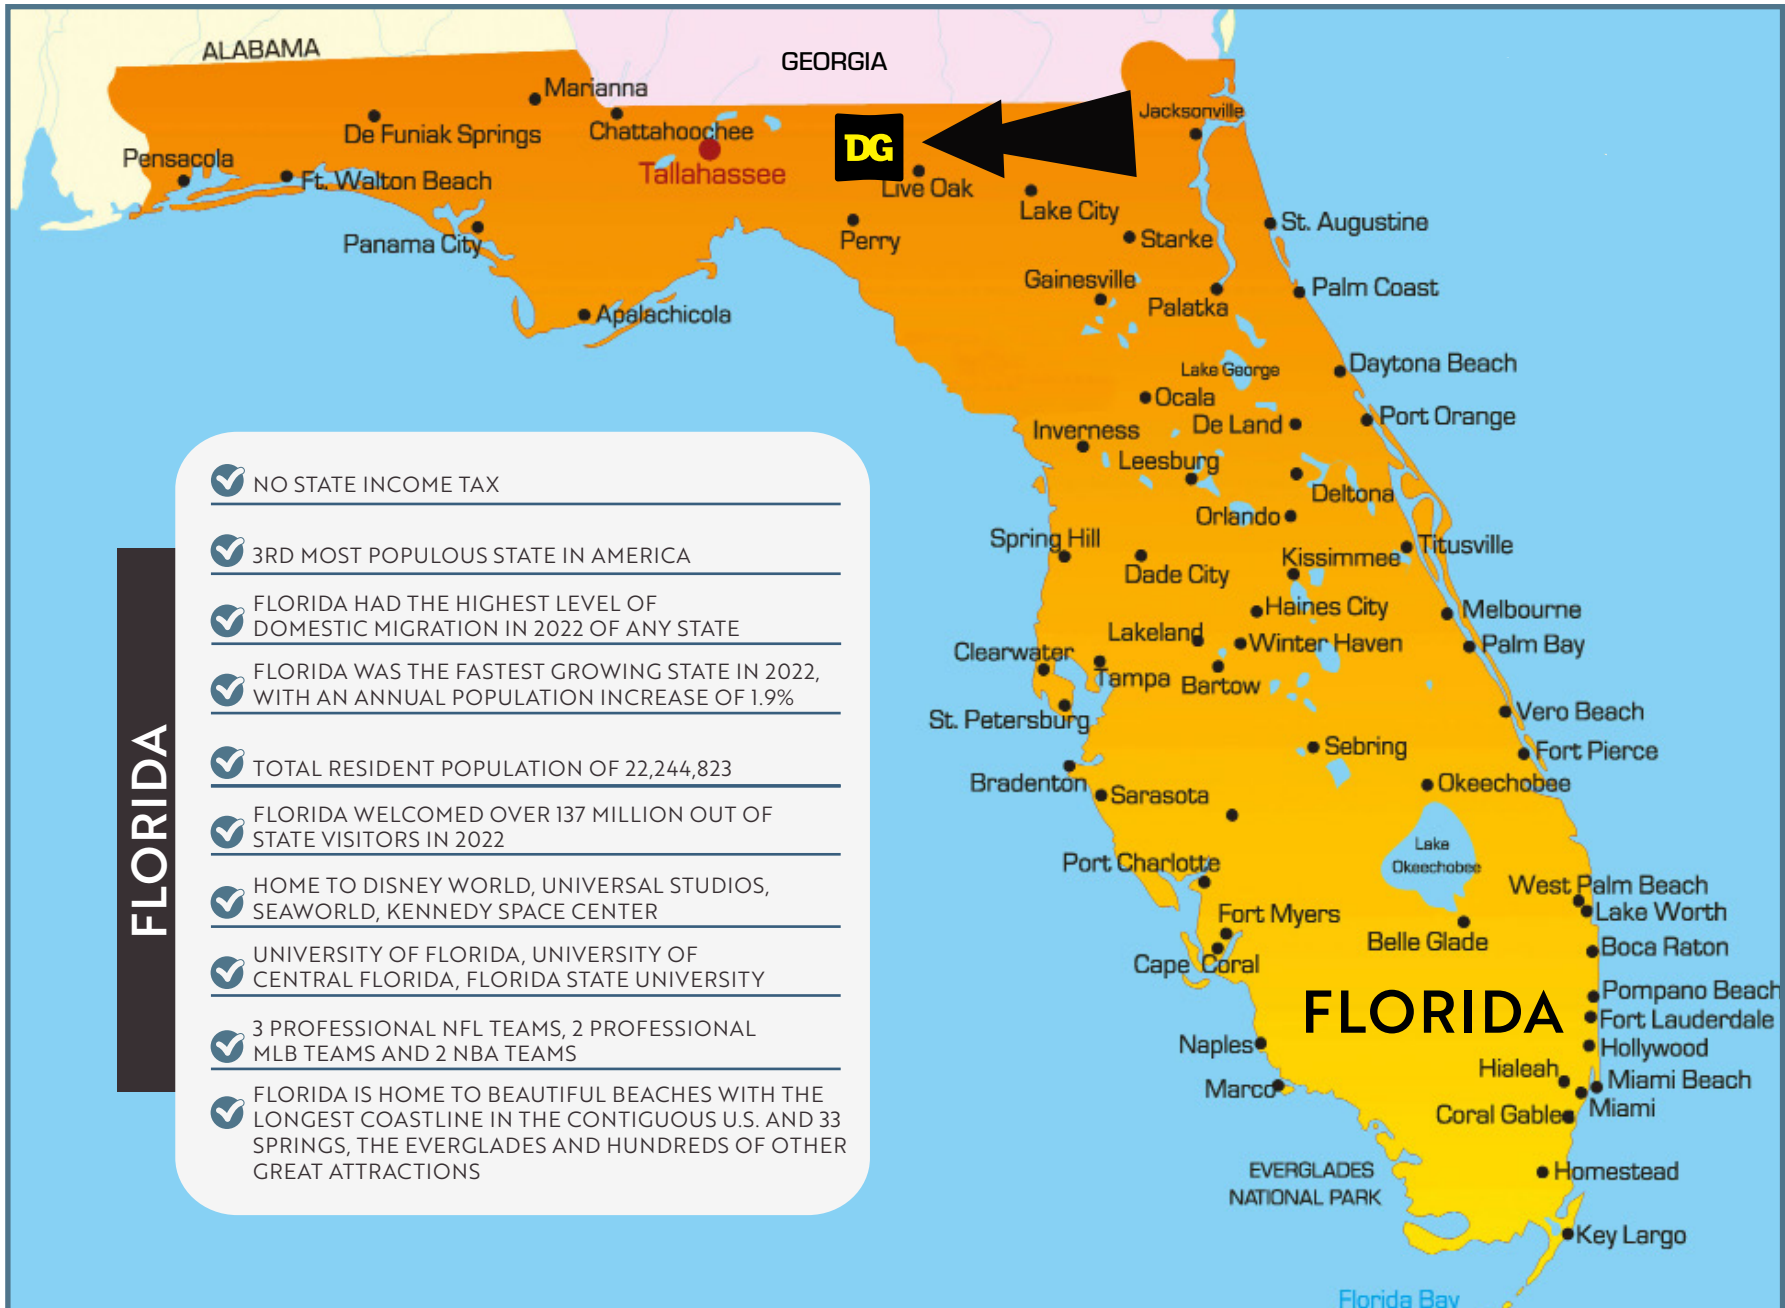 ALABAMA
GEORGIA
Marianna
De Funiak Springs
Chattahoochee
Pensacola
Ft. Walton Beach
Tallahassee
DG
Jacksonville
Live Oak
Lake City
Panama City
Perry
Starke
St. Augustine
Gainesville
Palatka
Palm Coast
Apalachicola
Lake George
Daytona Beach
Ocala
De Land
Port Orange
Inverness
Leesburg
Deltona
Orlando
Spring Hill
Dade City
Kissimmee
Titusville
Haines City
Melbourne
Lakeland
Winter Haven
Palm Bay
Clearwater
Tampa
Bartow
St. Petersburg
Vero Beach
Sebring
Fort Pierce
Bradenton
Sarasota
Okeechobee
Port Charlotte
Lake
Okeechobee
West Palm Beach
Lake Worth
Fort Myers
Belle Glade
Boca Raton
Cape Coral
FLORIDA
Pompano Beach
Fort Lauderdale
Naples
Hollywood
Hialeah
Miami Beach
Marco
Coral Gable
Miami
EVERGLADES
NATIONAL PARK
Homestead
Key Largo
Florida Bay
FLORIDA
NO STATE INCOME TAX
3RD MOST POPULOUS STATE IN AMERICA
FLORIDA HAD THE HIGHEST LEVEL OF
DOMESTIC MIGRATION IN 2022 OF ANY STATE
FLORIDA WAS THE FASTEST GROWING STATE IN 2022,
WITH AN ANNUAL POPULATION INCREASE OF 1.9%
TOTAL RESIDENT POPULATION OF 22,244,823
FLORIDA WELCOMED OVER 137 MILLION OUT OF
STATE VISITORS IN 2022
HOME TO DISNEY WORLD, UNIVERSAL STUDIOS,
SEAWORLD, KENNEDY SPACE CENTER
UNIVERSITY OF FLORIDA, UNIVERSITY OF
CENTRAL FLORIDA, FLORIDA STATE UNIVERSITY
3 PROFESSIONAL NFL TEAMS, 2 PROFESSIONAL
MLB TEAMS AND 2 NBA TEAMS
FLORIDA IS HOME TO BEAUTIFUL BEACHES WITH THE
LONGEST COASTLINE IN THE CONTIGUOUS U.S. AND 33
SPRINGS, THE EVERGLADES AND HUNDREDS OF OTHER
GREAT ATTRACTIONS